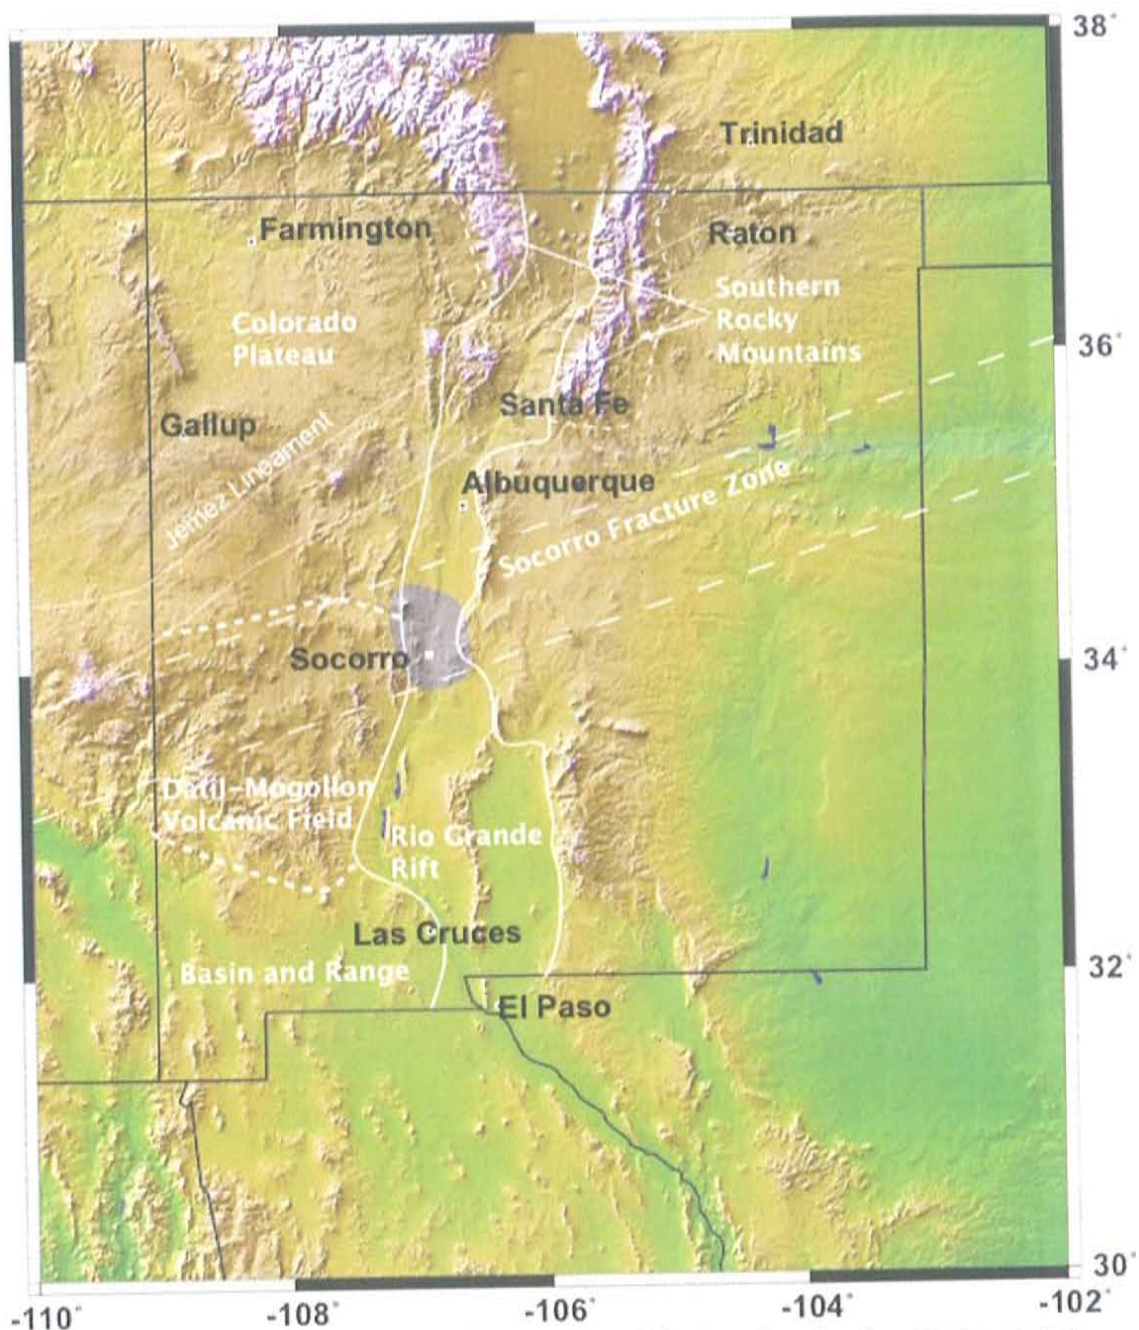 38°
Trinidad
Farmington
Raton
Southern
Rocky
Mountains
Colorado
Plateau
36°
Santa Fe
Gallup
Jemez Lineament
Albuquerque
Socorro Fracture Zone
Socorro
34°
Datil-Mogollon
Volcanic Field
Rio Grande
Rift
Las Cruces
Basin and Range
32°
El Paso
30°
-110°
-108°
-106°
-104°
-102°